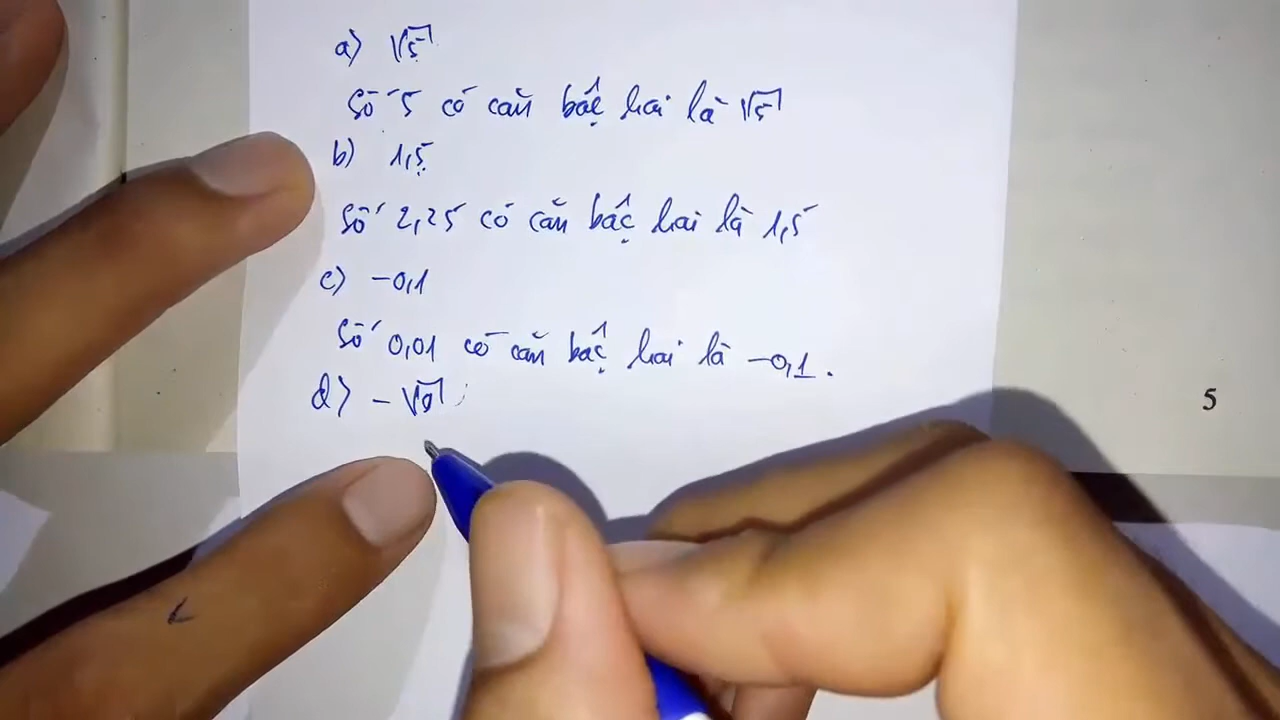 a) √5
Số 5 có căn bậc hai là √5
b) 1,5
Số 2,25 có căn bậc hai là 1,5
c) -0,1
Số 0,01 có căn bậc hai là -0,1.
d) -√9
5